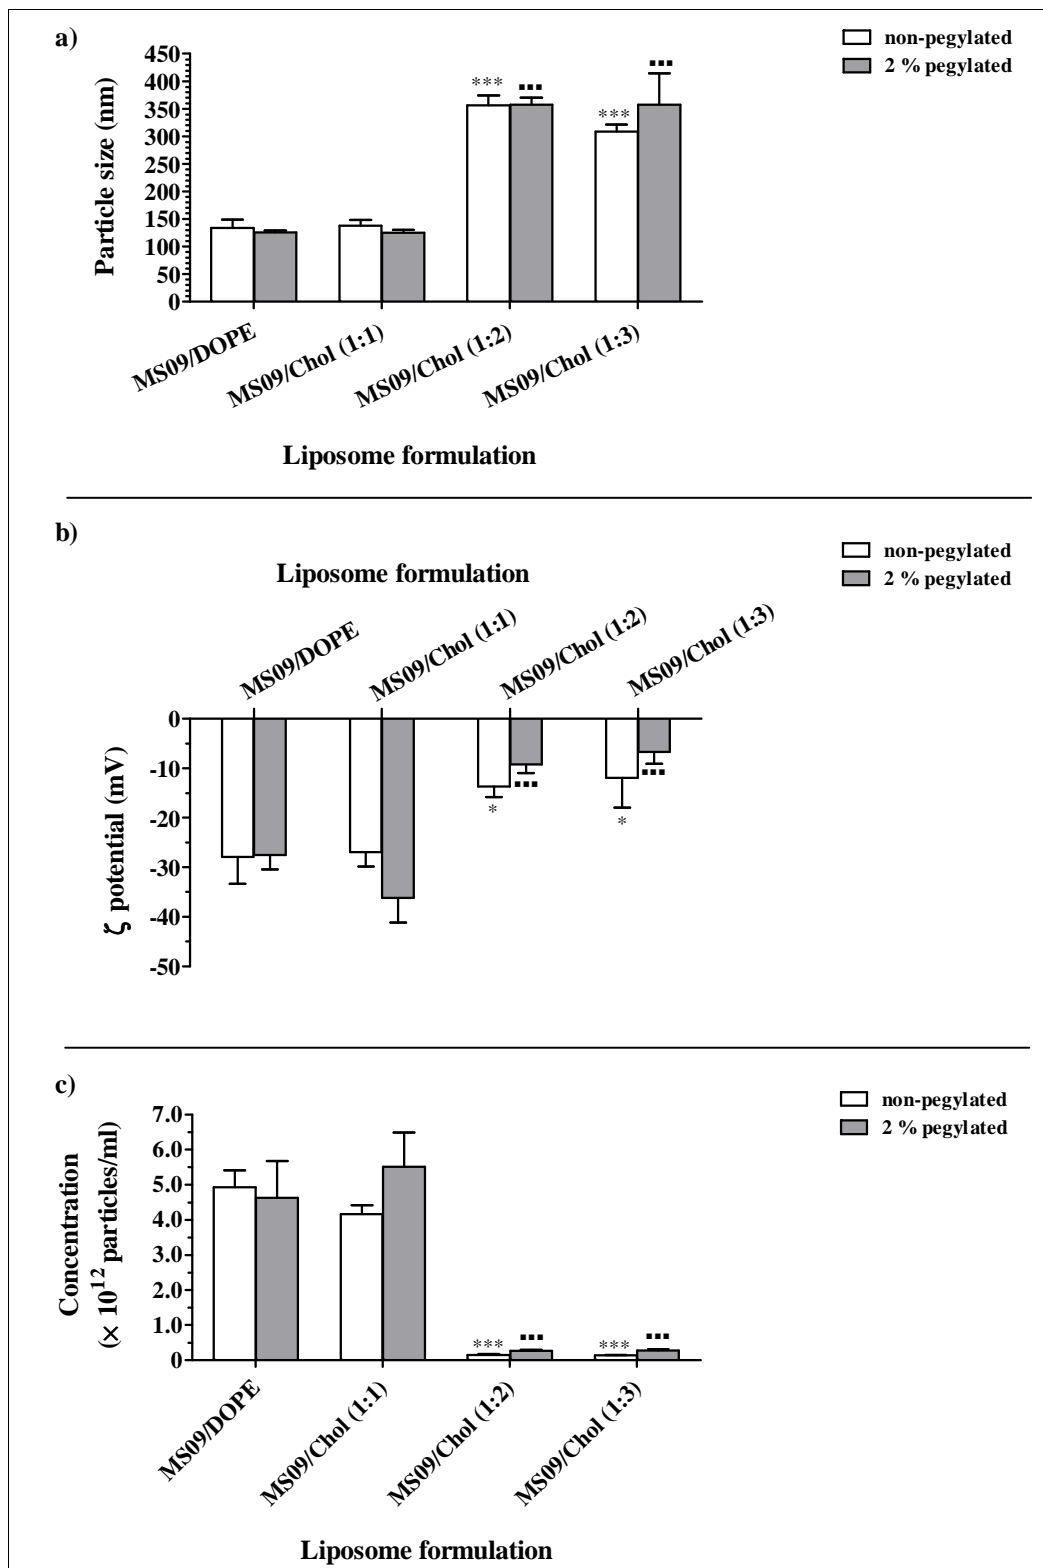 a)
non-pegylated
2 % pegylated
Particle size (nm)
450
400
350
300
250
200
150
100
50
0
***
▪▪▪
***
▪▪▪
MS09/DOPE
MS09/Chol (1:1)
MS09/Chol (1:2)
MS09/Chol (1:3)
Liposome formulation
b)
non-pegylated
2 % pegylated
Liposome formulation
MS09/DOPE
MS09/Chol (1:1)
MS09/Chol (1:2)
MS09/Chol (1:3)
ζ potential (mV)
0
-10
-20
-30
-40
-50
*
▪▪▪
*
▪▪▪
c)
non-pegylated
2 % pegylated
Concentration
(× 10¹² particles/ml)
7.0
6.0
5.0
4.0
3.0
2.0
1.0
0
***
▪▪▪
***
▪▪▪
MS09/DOPE
MS09/Chol (1:1)
MS09/Chol (1:2)
MS09/Chol (1:3)
Liposome formulation